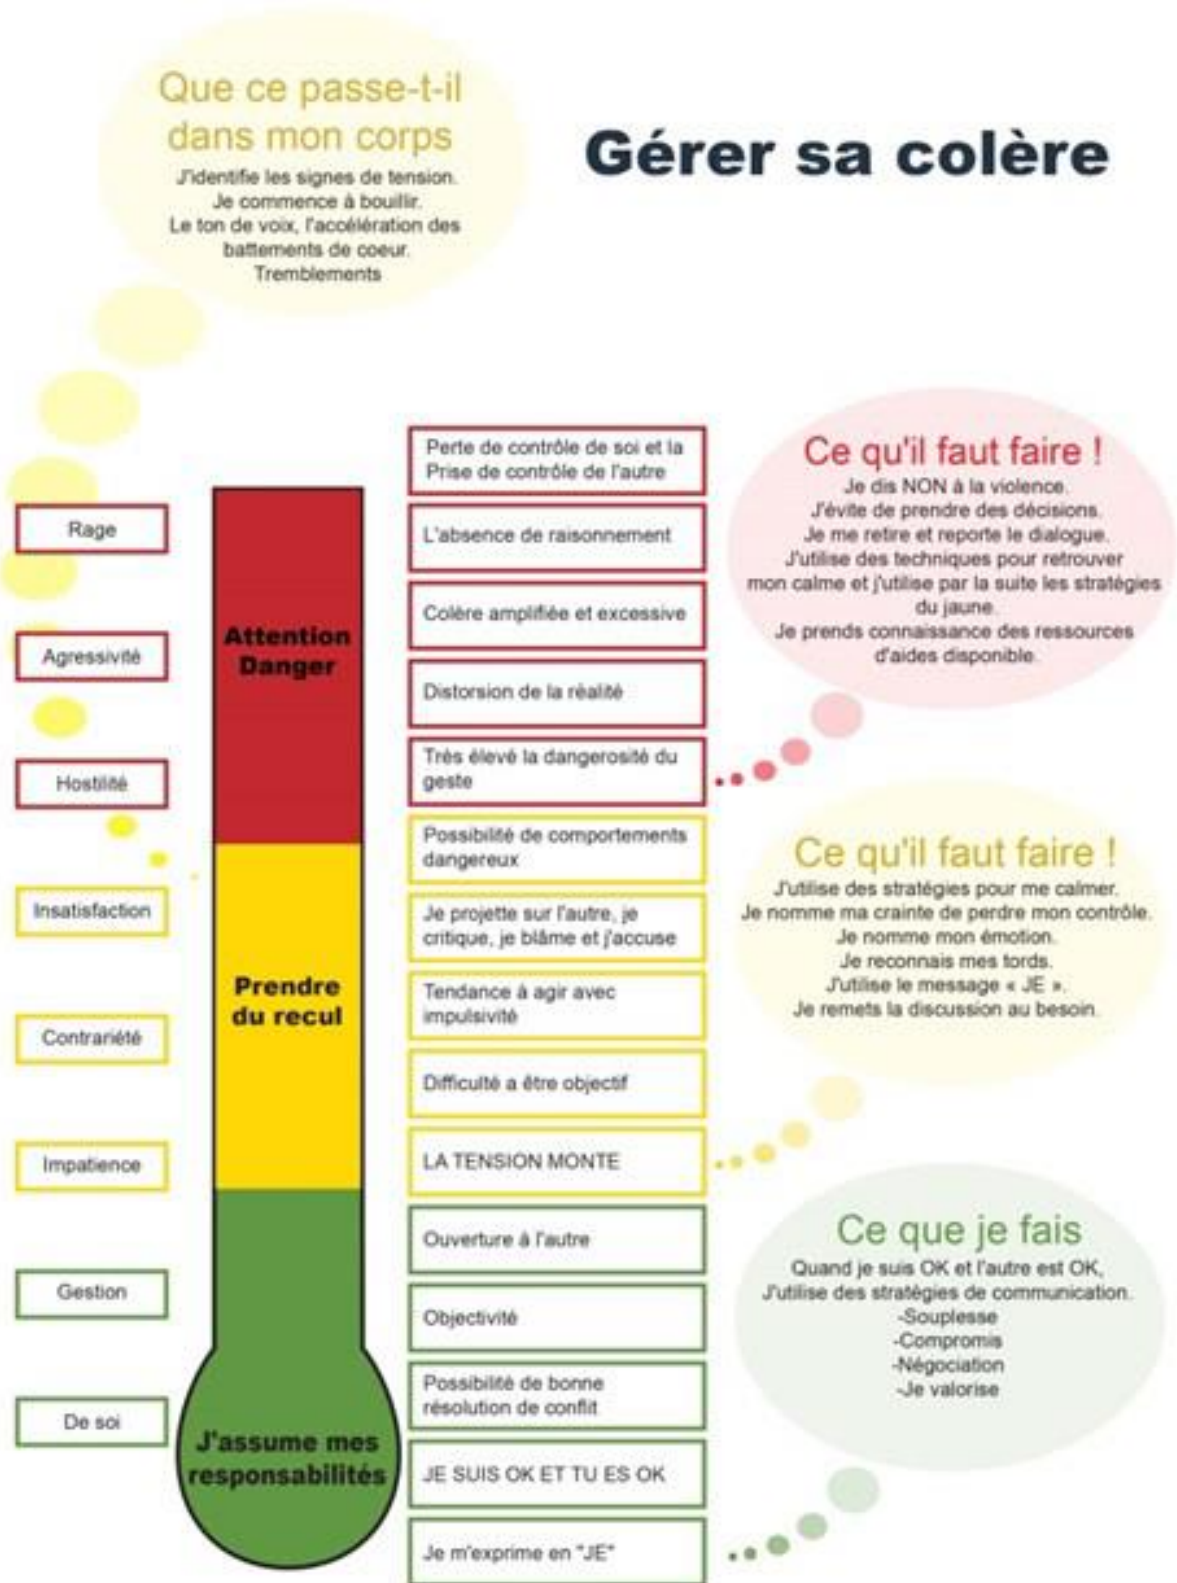 Que ce passe-t-il
dans mon corps
J'identifie les signes de tension.
Je commence à bouillir.
Le ton de voix, l'accélération des
battements de coeur.
Tremblements
Gérer sa colère
Rage
Agressivité
Hostilité
Insatisfaction
Contrariété
Impatience
Gestion
De soi
Attention
Danger
Prendre
du recul
J'assume mes
responsabilités
Perte de contrôle de soi et la
Prise de contrôle de l'autre
L'absence de raisonnement
Colère amplifiée et excessive
Distorsion de la réalité
Très élevé la dangerosité du
geste
Possibilité de comportements
dangereux
Je projette sur l'autre, je
critique, je blâme et j'accuse
Tendance à agir avec
impulsivité
Difficulté a être objectif
LA TENSION MONTE
Ouverture à l'autre
Objectivité
Possibilité de bonne
résolution de conflit
JE SUIS OK ET TU ES OK
Je m'exprime en "JE"
Ce qu'il faut faire !
Je dis NON à la violence.
J'évite de prendre des décisions.
Je me retire et reporte le dialogue.
J'utilise des techniques pour retrouver
mon calme et j'utilise par la suite les stratégies
du jaune.
Je prends connaissance des ressources
d'aides disponible.
Ce qu'il faut faire !
J'utilise des stratégies pour me calmer.
Je nomme ma crainte de perdre mon contrôle.
Je nomme mon émotion.
Je reconnais mes tords.
J'utilise le message « JE ».
Je remets la discussion au besoin.
Ce que je fais
Quand je suis OK et l'autre est OK,
J'utilise des stratégies de communication.
-Souplesse
-Compromis
-Négociation
-Je valorise